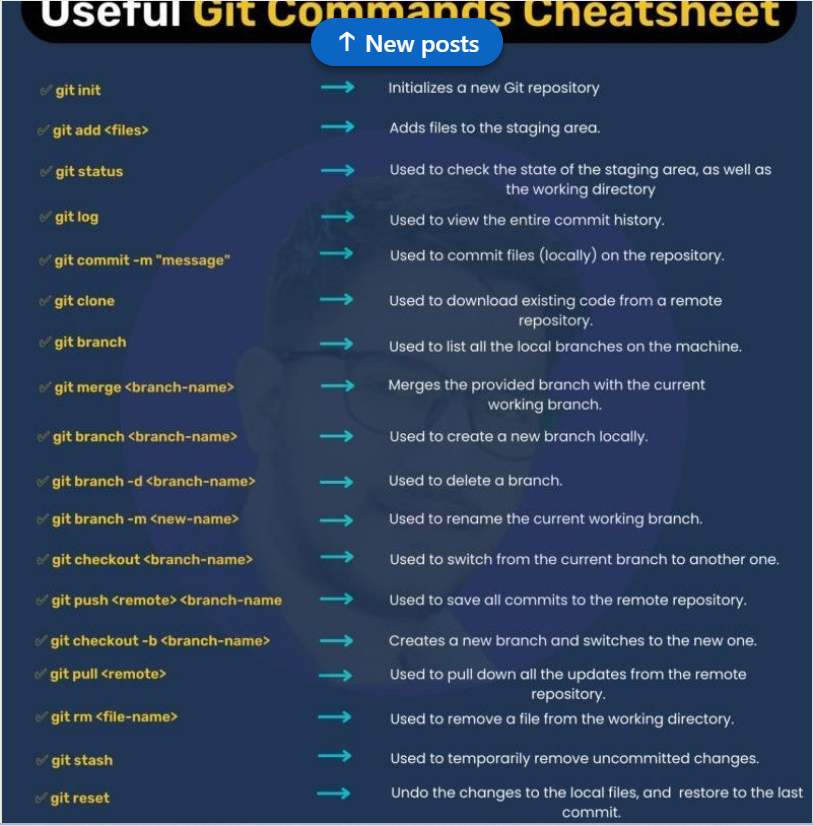 Useful Git Commands Cheatsheet
↑ New posts
✅ git init → Initializes a new Git repository
✅ git add <files> → Adds files to the staging area.
✅ git status → Used to check the state of the staging area, as well as
the working directory
✅ git log → Used to view the entire commit history.
✅ git commit -m "message" → Used to commit files (locally) on the repository.
✅ git clone → Used to download existing code from a remote
repository.
✅ git branch → Used to list all the local branches on the machine.
✅ git merge <branch-name> → Merges the provided branch with the current
working branch.
✅ git branch <branch-name> → Used to create a new branch locally.
✅ git branch -d <branch-name> → Used to delete a branch.
✅ git branch -m <new-name> → Used to rename the current working branch.
✅ git checkout <branch-name> → Used to switch from the current branch to another one.
✅ git push <remote> <branch-name → Used to save all commits to the remote repository.
✅ git checkout -b <branch-name> → Creates a new branch and switches to the new one.
✅ git pull <remote> → Used to pull down all the updates from the remote
repository.
✅ git rm <file-name> → Used to remove a file from the working directory.
✅ git stash → Used to temporarily remove uncommitted changes.
✅ git reset → Undo the changes to the local files, and restore to the last
commit.